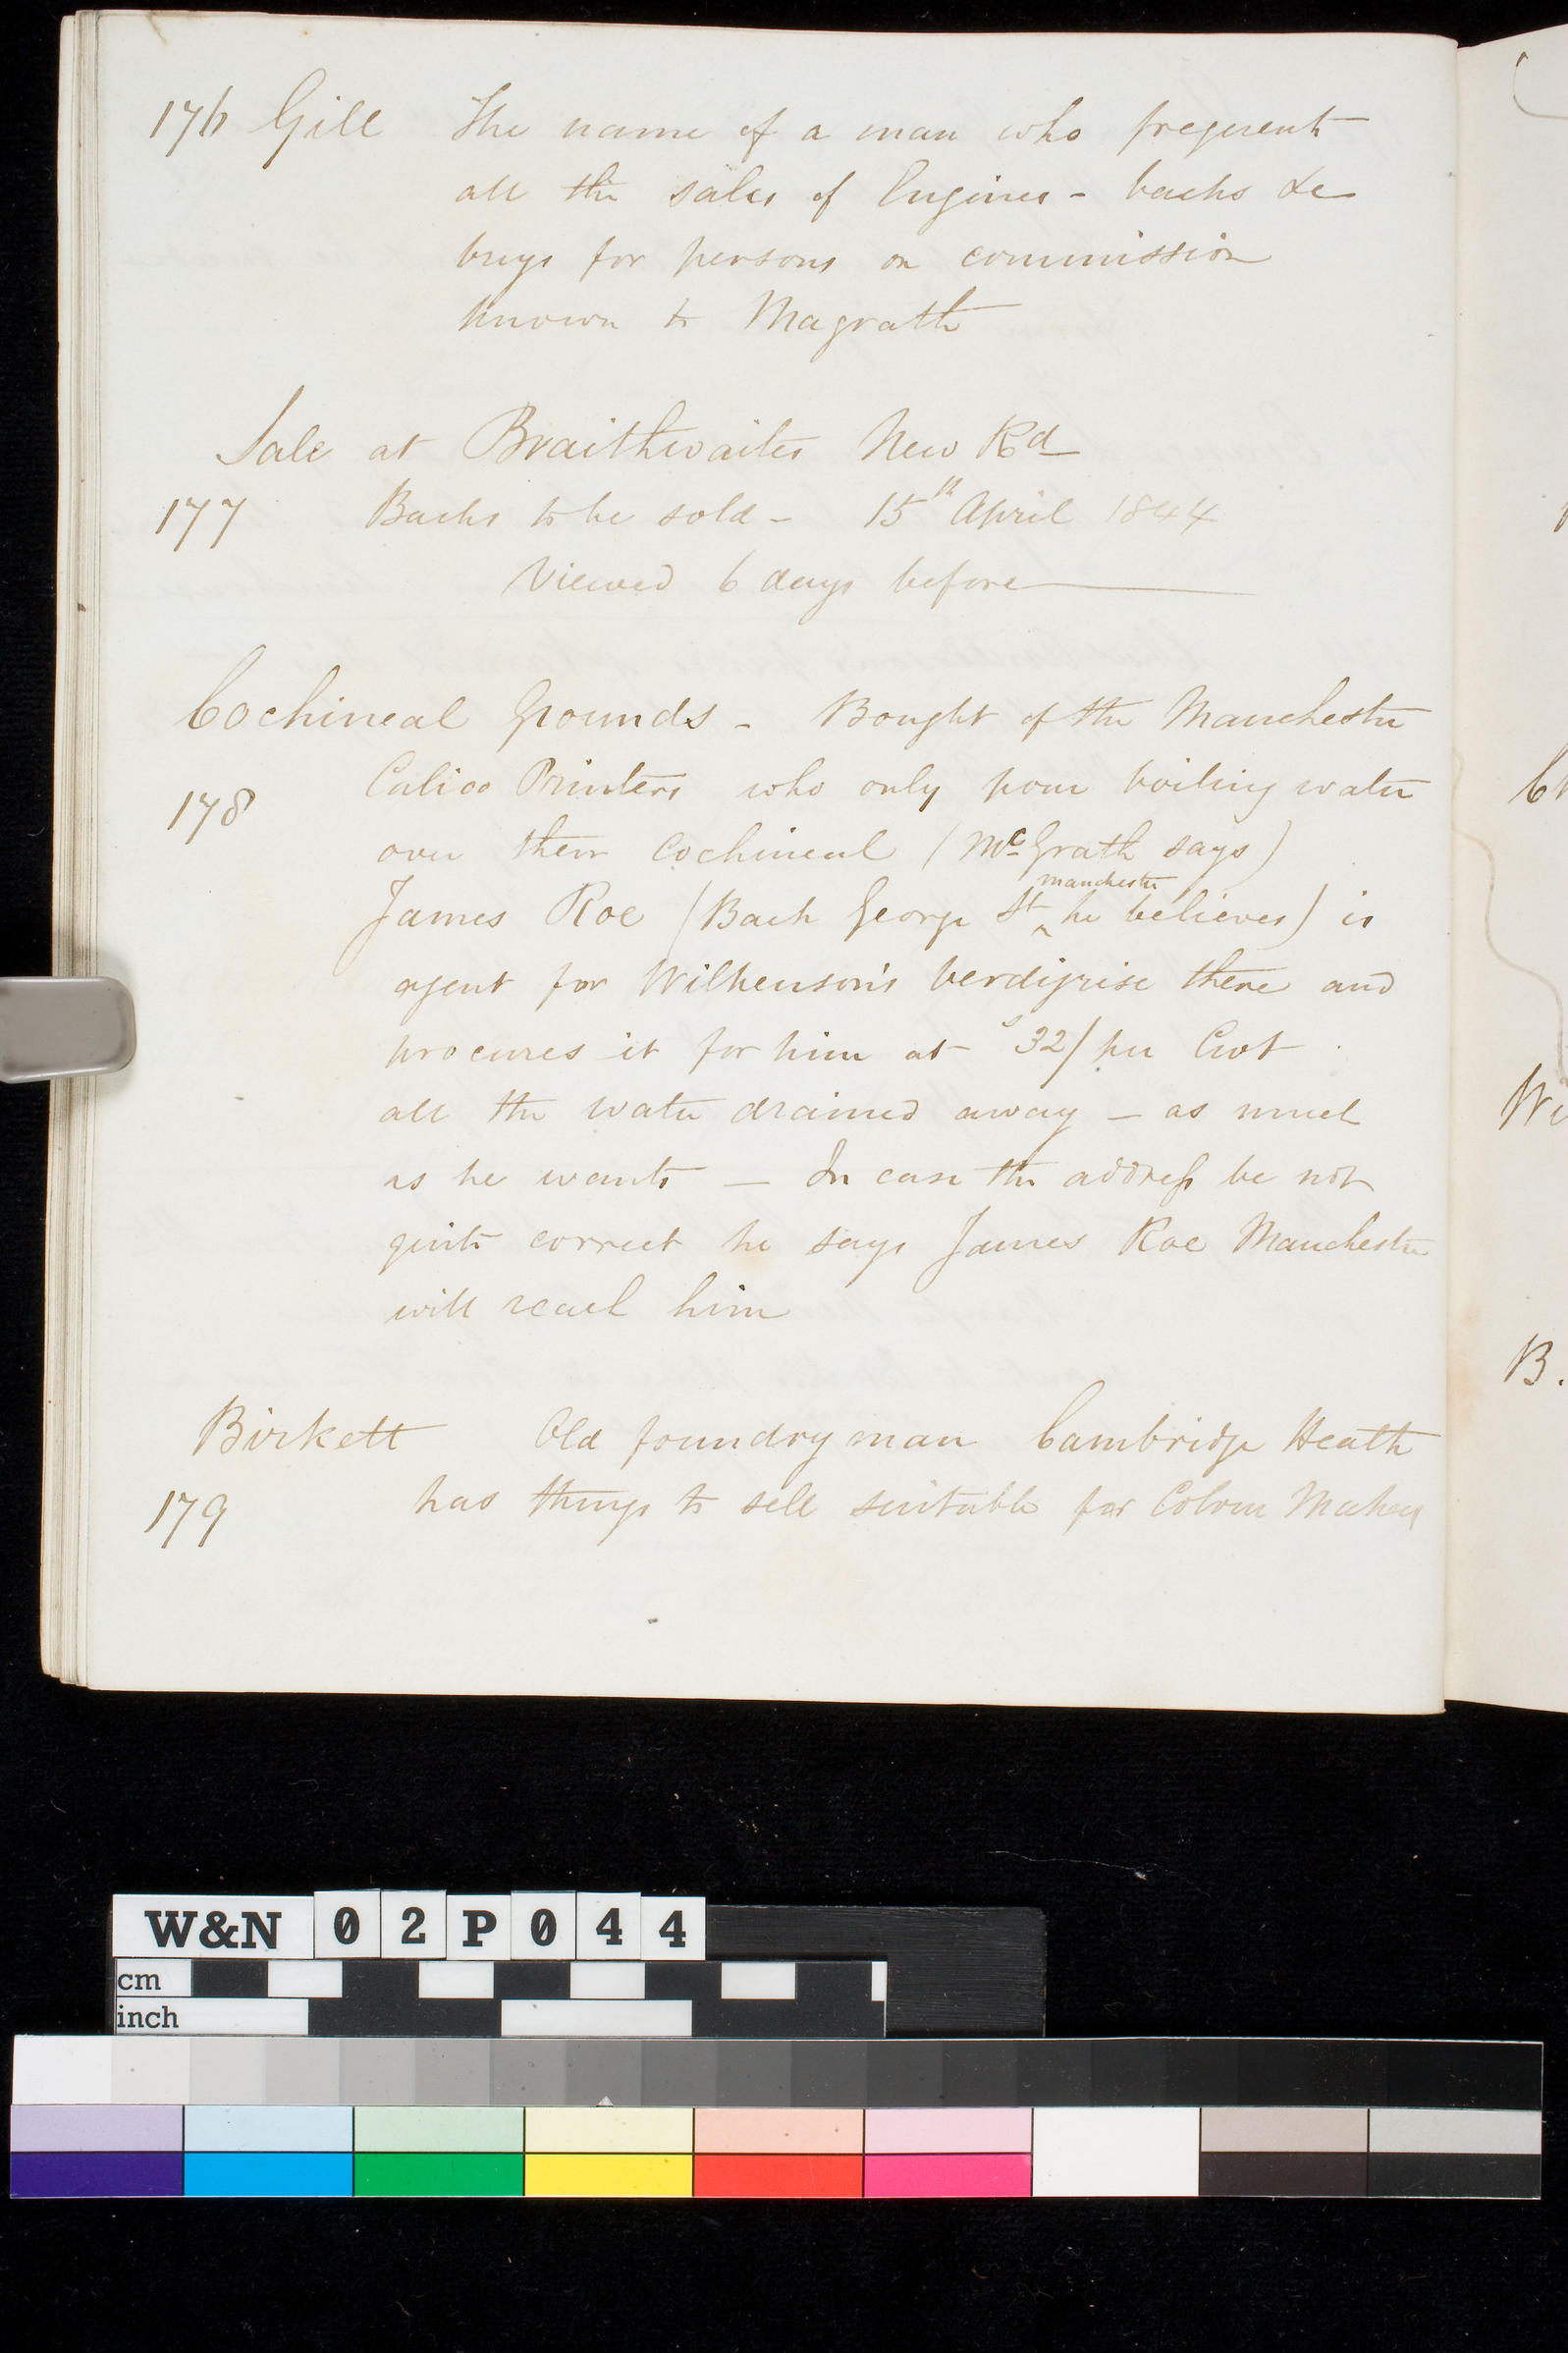 176 Gill The name of a man who frequents
all the sales of Engines - backs &c
buys for persons on commission
known to Magrath
Sale at Braithwaites New Rd
177 Backs to be sold - 15th April 1844
Viewed 6 days before
Cochineal Grounds - Bought of the Manchester
178 Calico Printers who only pour boiling water
over their Cochineal (McGrath says)
manchester
James Roe (Back George St ^ he believes) is
agent for Wilkenson's verdigrise there and
procures it for him at s32/ per Cwt
all the water drained away - as much
as he wants - In case the address be not
quite correct he says James Roe Manchester
will reach him
Birkett Old foundry man Cambridge Heath
179 has things to sell suitable for Colour Makers
W&N 02P044
cm
inch
B.